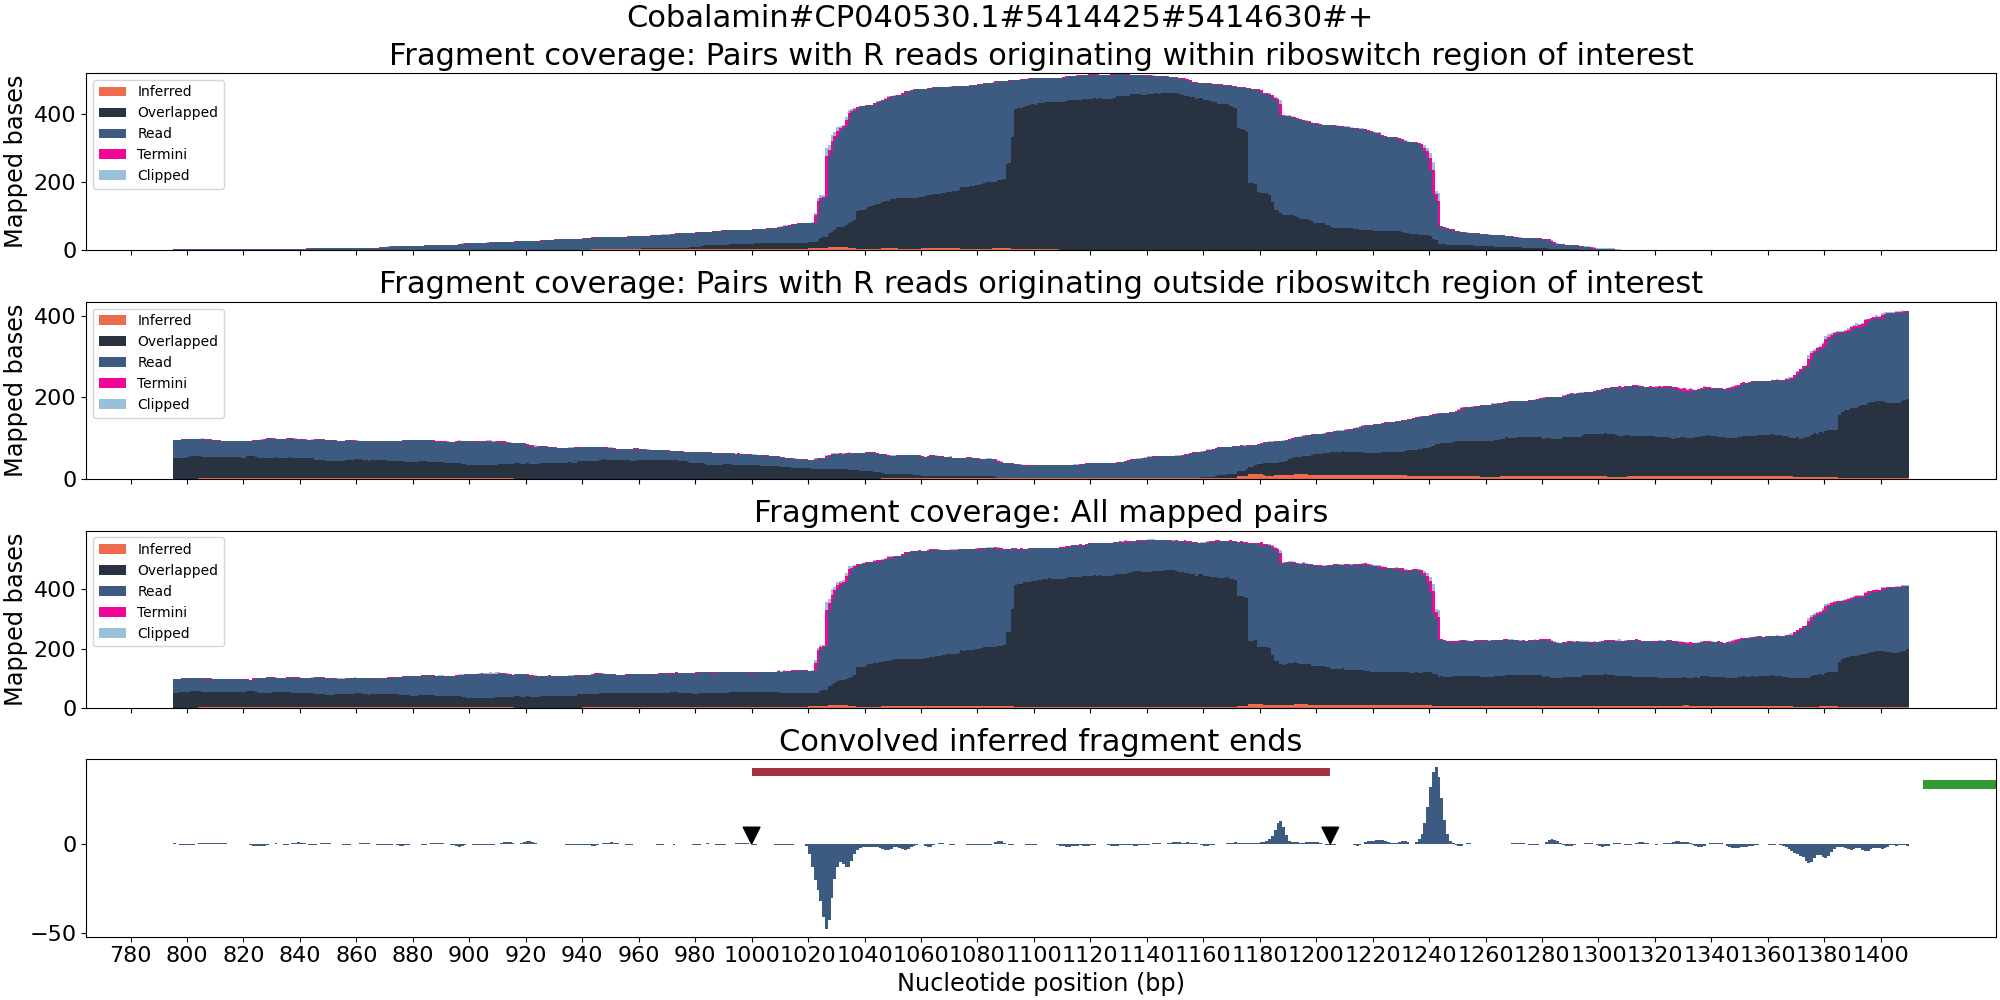 Cobalamin#CP040530.1#5414425#5414630#+
Fragment coverage: Pairs with R reads originating within riboswitch region of interest
Mapped bases
400
200
0
Inferred
Overlapped
Read
Termini
Clipped
Fragment coverage: Pairs with R reads originating outside riboswitch region of interest
Mapped bases
400
200
0
Inferred
Overlapped
Read
Termini
Clipped
Fragment coverage: All mapped pairs
Mapped bases
400
200
0
Inferred
Overlapped
Read
Termini
Clipped
Convolved inferred fragment ends
0
−50
780 800 820 840 860 880 900 920 940 960 980 1000 1020 1040 1060 1080 1100 1120 1140 1160 1180 1200 1220 1240 1260 1280 1300 1320 1340 1360 1380 1400
Nucleotide position (bp)